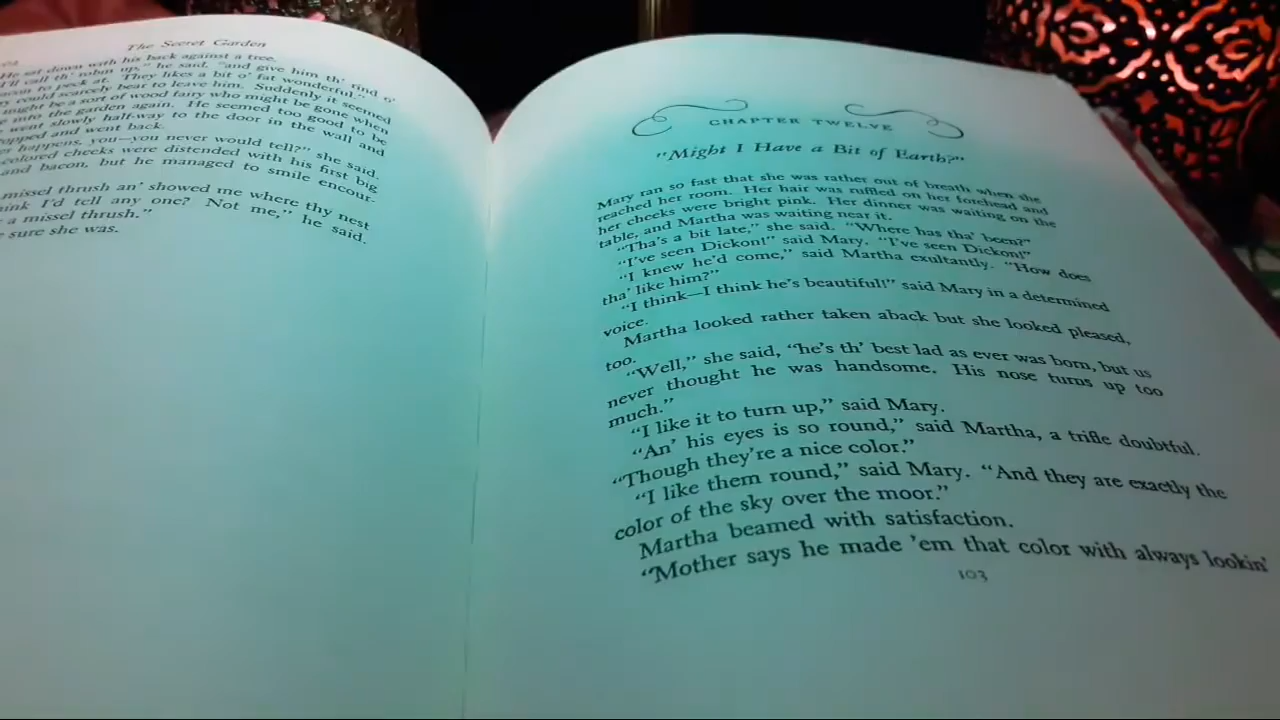 The Secret Garden
He sat down with his back against a tree.
call th' robin up," he said, "and give him th' rind o'
bacon to peck at. They likes a bit o' fat wonderful."
could scarcely bear to leave him. Suddenly it seemed
might be a sort of wood fairy who might be gone when
into the garden again. He seemed too good to be
went slowly half-way to the door in the wall and
and went back.
happens, you—you never would tell?" she said.
colored cheeks were distended with his first big
and bacon, but he managed to smile encour-
missel thrush an' showed me where thy nest
I'd tell any one? Not me," he said.
a missel thrush."
sure she was.
CHAPTER TWELVE
"Might I Have a Bit of Earth?"
Mary ran so fast that she was rather out of breath when she
reached her room. Her hair was ruffled on her forehead and
her cheeks were bright pink. Her dinner was waiting on the
table, and Martha was waiting near it.
"Tha's a bit late," she said. "Where has tha' been?"
"I've seen Dickon!" said Mary. "I've seen Dickon!"
"I knew he'd come," said Martha exultantly. "How does
tha' like him?"
"I think—I think he's beautiful!" said Mary in a determined
voice.
Martha looked rather taken aback but she looked pleased,
too.
"Well," she said, "he's th' best lad as ever was born, but us
never thought he was handsome. His nose turns up too
much."
"I like it to turn up," said Mary.
"An' his eyes is so round," said Martha, a trifle doubtful.
"Though they're a nice color."
"I like them round," said Mary. "And they are exactly the
color of the sky over the moor."
Martha beamed with satisfaction.
"Mother says he made 'em that color with always lookin'
103